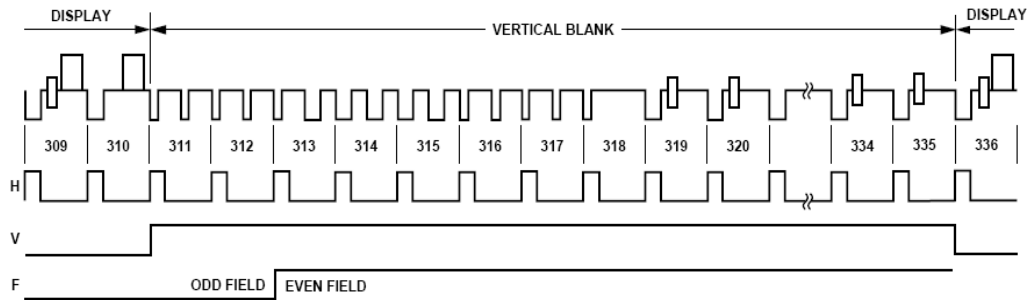 DISPLAY VERTICAL BLANK DISPLAY
309 310 311 312 313 314 315 316 317 318 319 320 334 335 336
H
V
F ODD FIELD EVEN FIELD